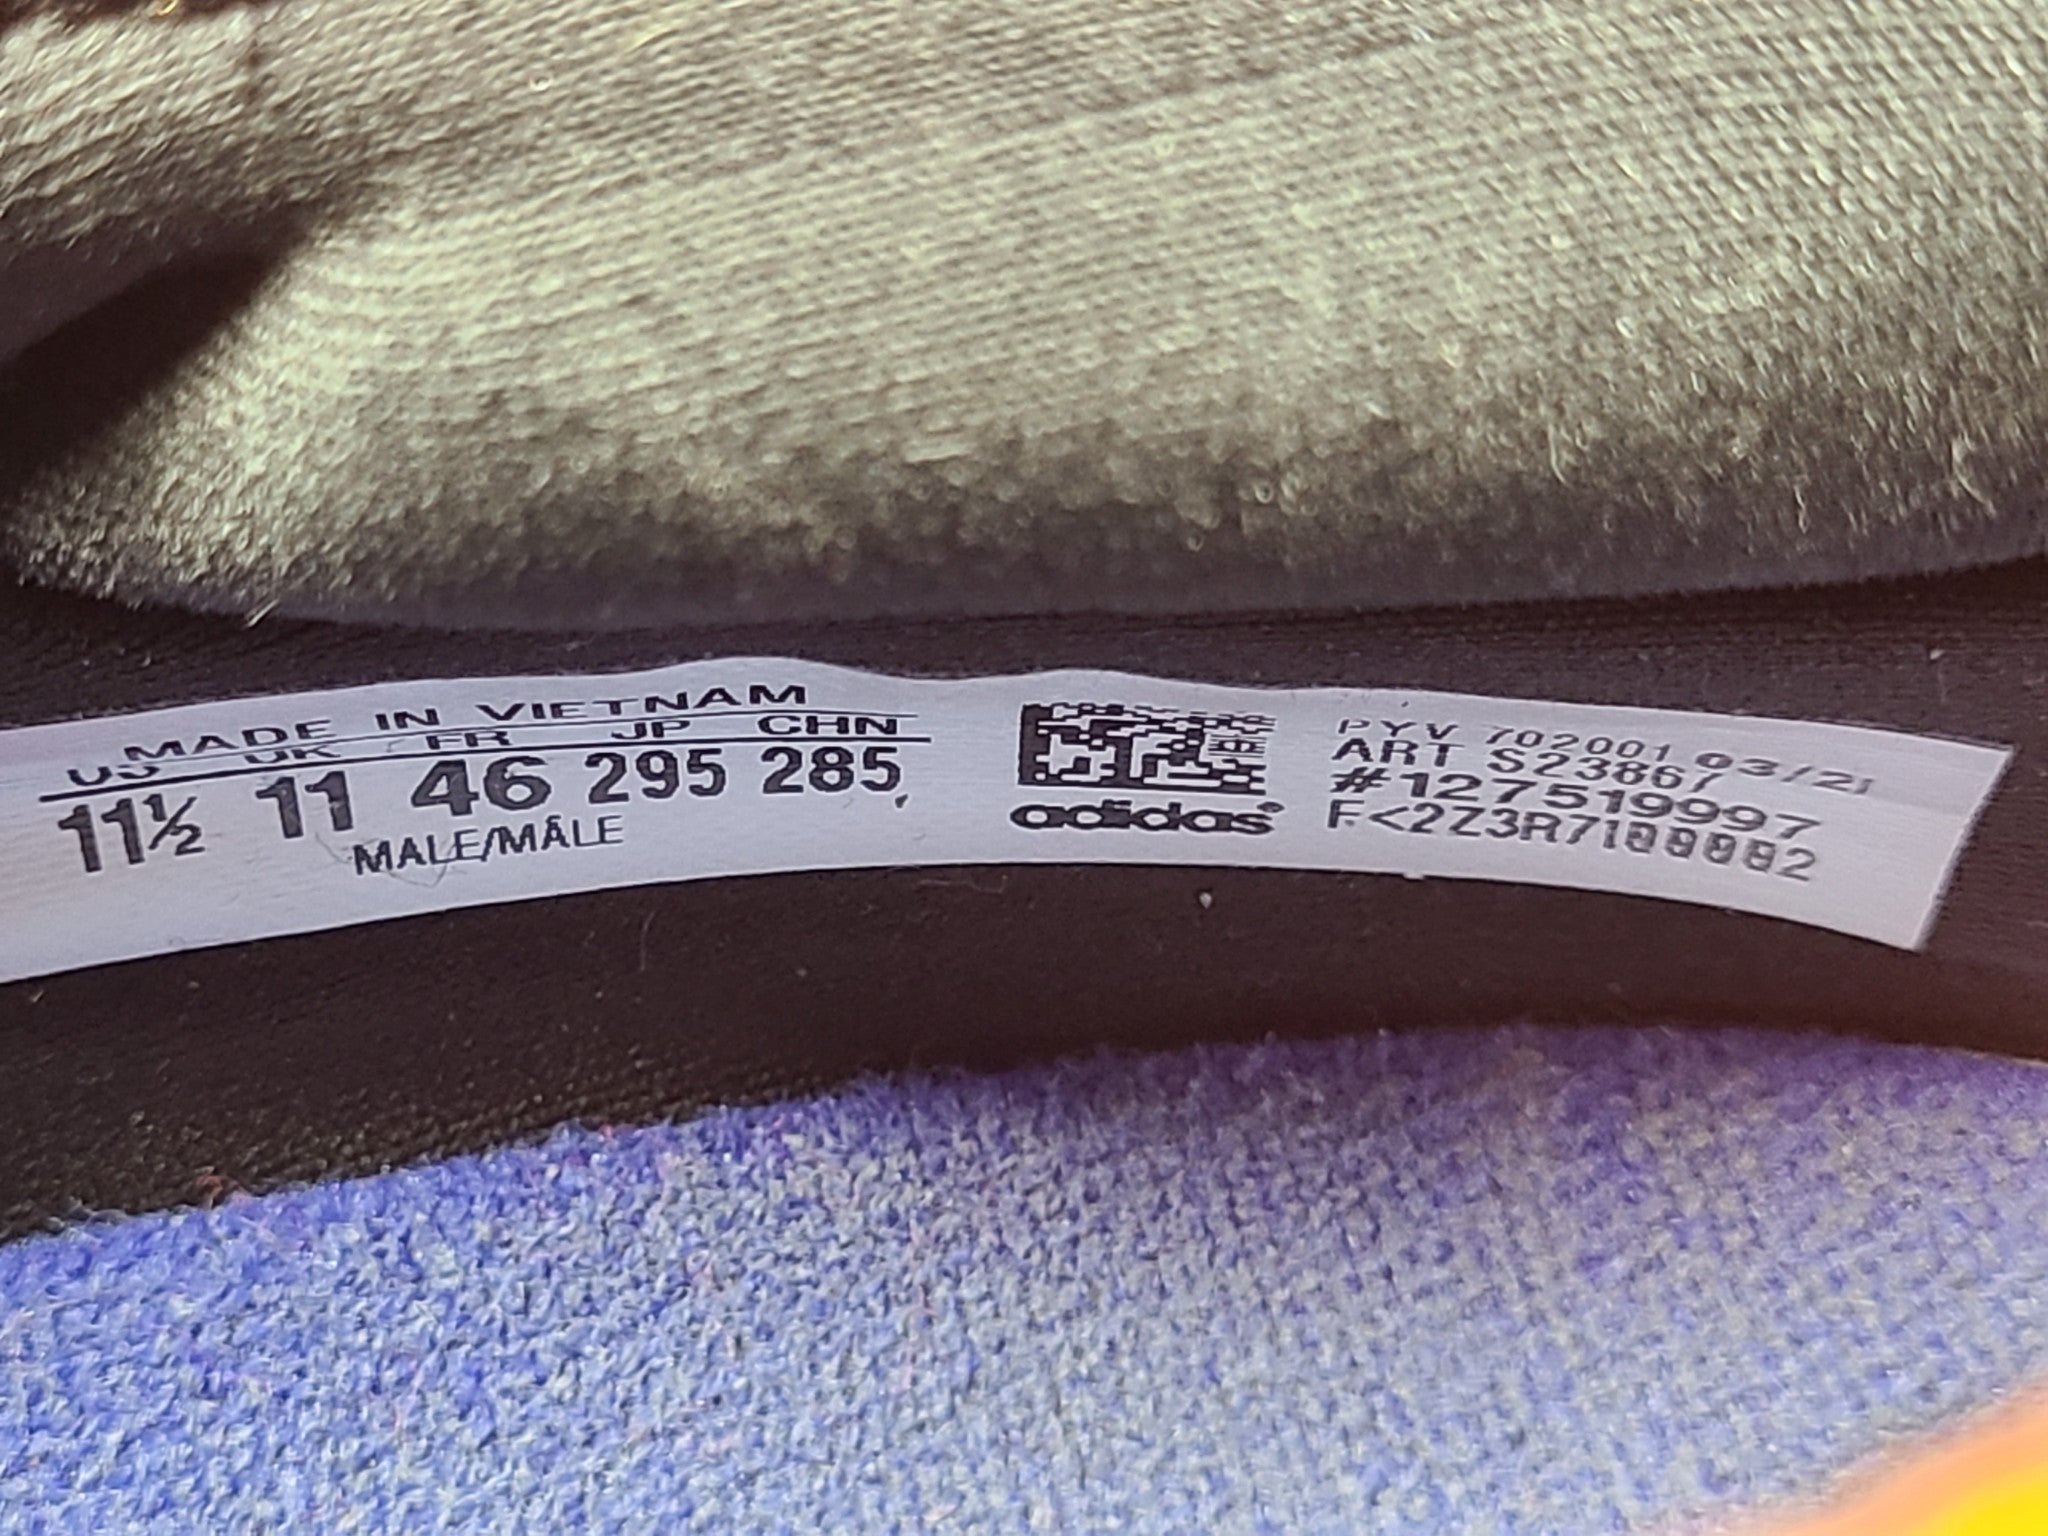 MADE IN VIETNAM
US UK FR JP CHN
11½ 11 46 295 285
MALE/MÂLE
adidas
PYV 702001 03/21
ART S23867
#127519997